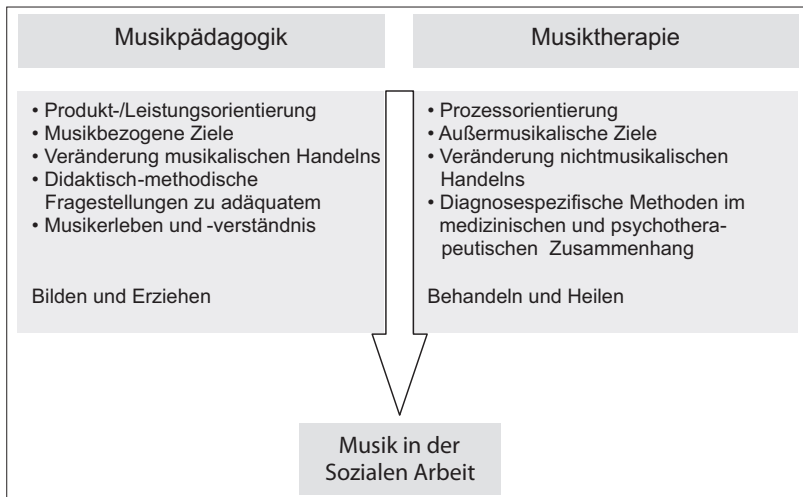 Musikpädagogik
• Produkt-/Leistungsorientierung
• Musikbezogene Ziele
• Veränderung musikalischen Handelns
• Didaktisch-methodische
Fragestellungen zu adäquatem
• Musikerleben und -verständnis
Bilden und Erziehen
Musiktherapie
• Prozessorientierung
• Außermusikalische Ziele
• Veränderung nichtmusikalischen
Handelns
• Diagnosespezifische Methoden im
medizinischen und psychothera-
peutischen Zusammenhang
Behandeln und Heilen
Musik in der
Sozialen Arbeit